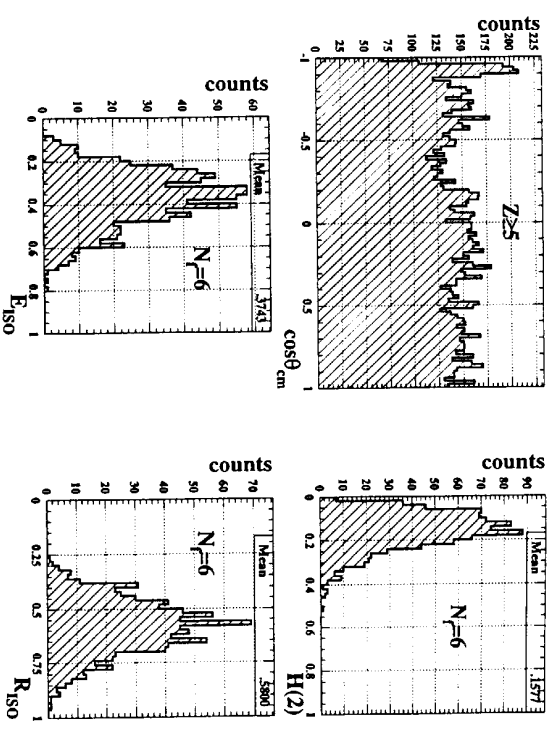 counts
0 25 50 75 100 125 150 175 200 225
-1 -0.5 0 0.5 1
Z≥5
cosθcm
counts
0 10 20 30 40 50 60 70 80 90
0 0.2 0.4 0.6 0.8 1
Mean .1577
Nf=6
H(2)
counts
0 10 20 30 40 50 60
0 0.2 0.4 0.6 0.8 1
Mean .3743
Nf=6
EISO
counts
0 10 20 30 40 50 60 70
0 0.25 0.5 0.75 1
Mean .5800
Nf=6
RISO